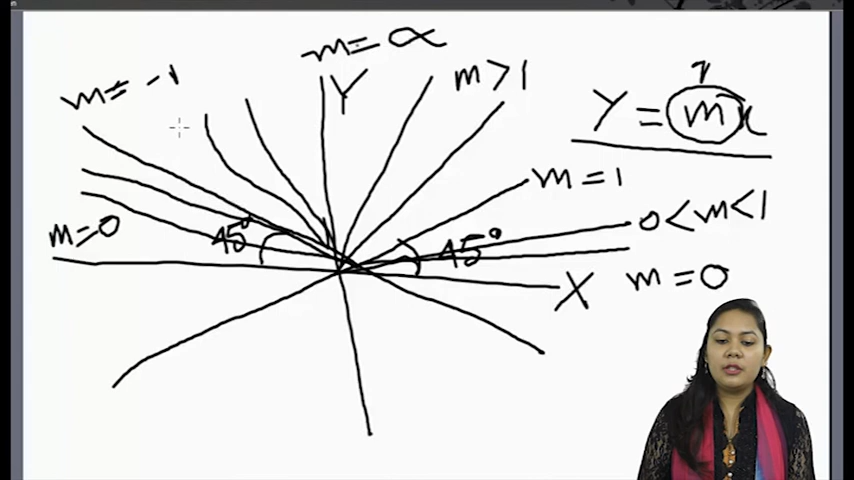 m = -1
m = ∝
Y
m > 1
Y = mx
m = 1
0 < m < 1
m = 0
45°
45°
X
m = 0